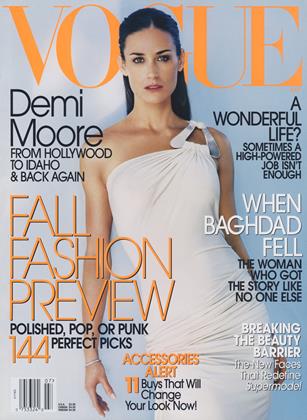 VOGUE
Demi
Moore
FROM HOLLYWOOD
TO IDAHO
& BACK AGAIN
A
WONDERFUL
LIFE?
SOMETIMES A
HIGH-POWERED
JOB ISN'T
ENOUGH
FALL
FASHION
PREVIEW
POLISHED, POP, OR PUNK
144 PERFECT PICKS
WHEN
BAGHDAD
FELL
THE WOMAN
WHO GOT
THE STORY LIKE
NO ONE ELSE
ACCESSORIES
ALERT
11 Buys That Will
Change
Your Look Now!
BREAKING
THE BEAUTY
BARRIER
The New Faces
That Redefine
Supermodel